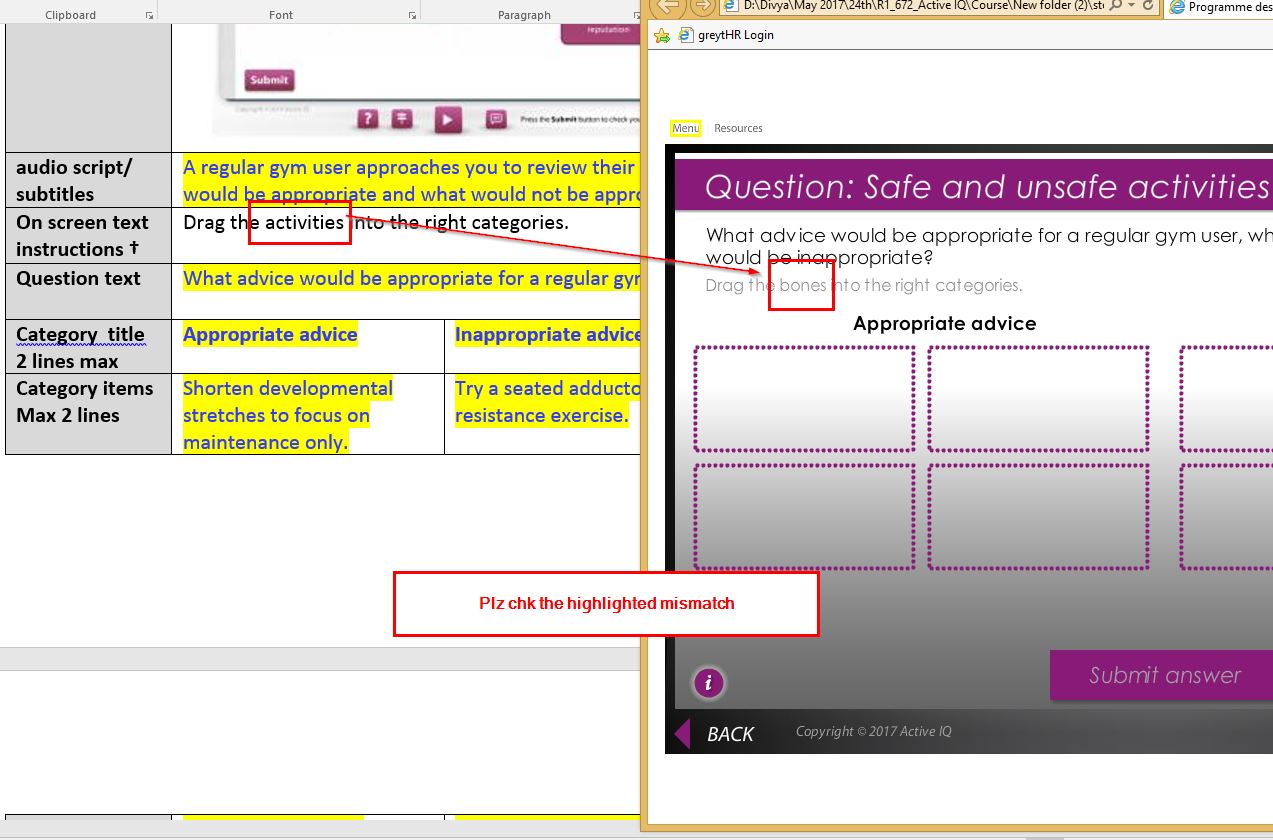 Clipboard
Font
Paragraph
reputation
Submit
Press the Submit button to check you
audio script/
subtitles
A regular gym user approaches you to review their
would be appropriate and what would not be appro
On screen text
instructions †
Drag the activities into the right categories.
Question text
What advice would be appropriate for a regular gy
Category title
2 lines max
Appropriate advice
Inappropriate advice
Category items
Max 2 lines
Shorten developmental
stretches to focus on
maintenance only.
Try a seated adducto
resistance exercise.
D:\Divya\May 2017\24th\R1_672_Active IQ\Course\New folder (2)\st
Programme des
greytHR Login
Menu
Resources
Question: Safe and unsafe activities
What advice would be appropriate for a regular gym user, wh
would be inappropriate?
Drag the bones into the right categories.
Appropriate advice
Plz chk the highlighted mismatch
i
Submit answer
BACK
Copyright © 2017 Active IQ